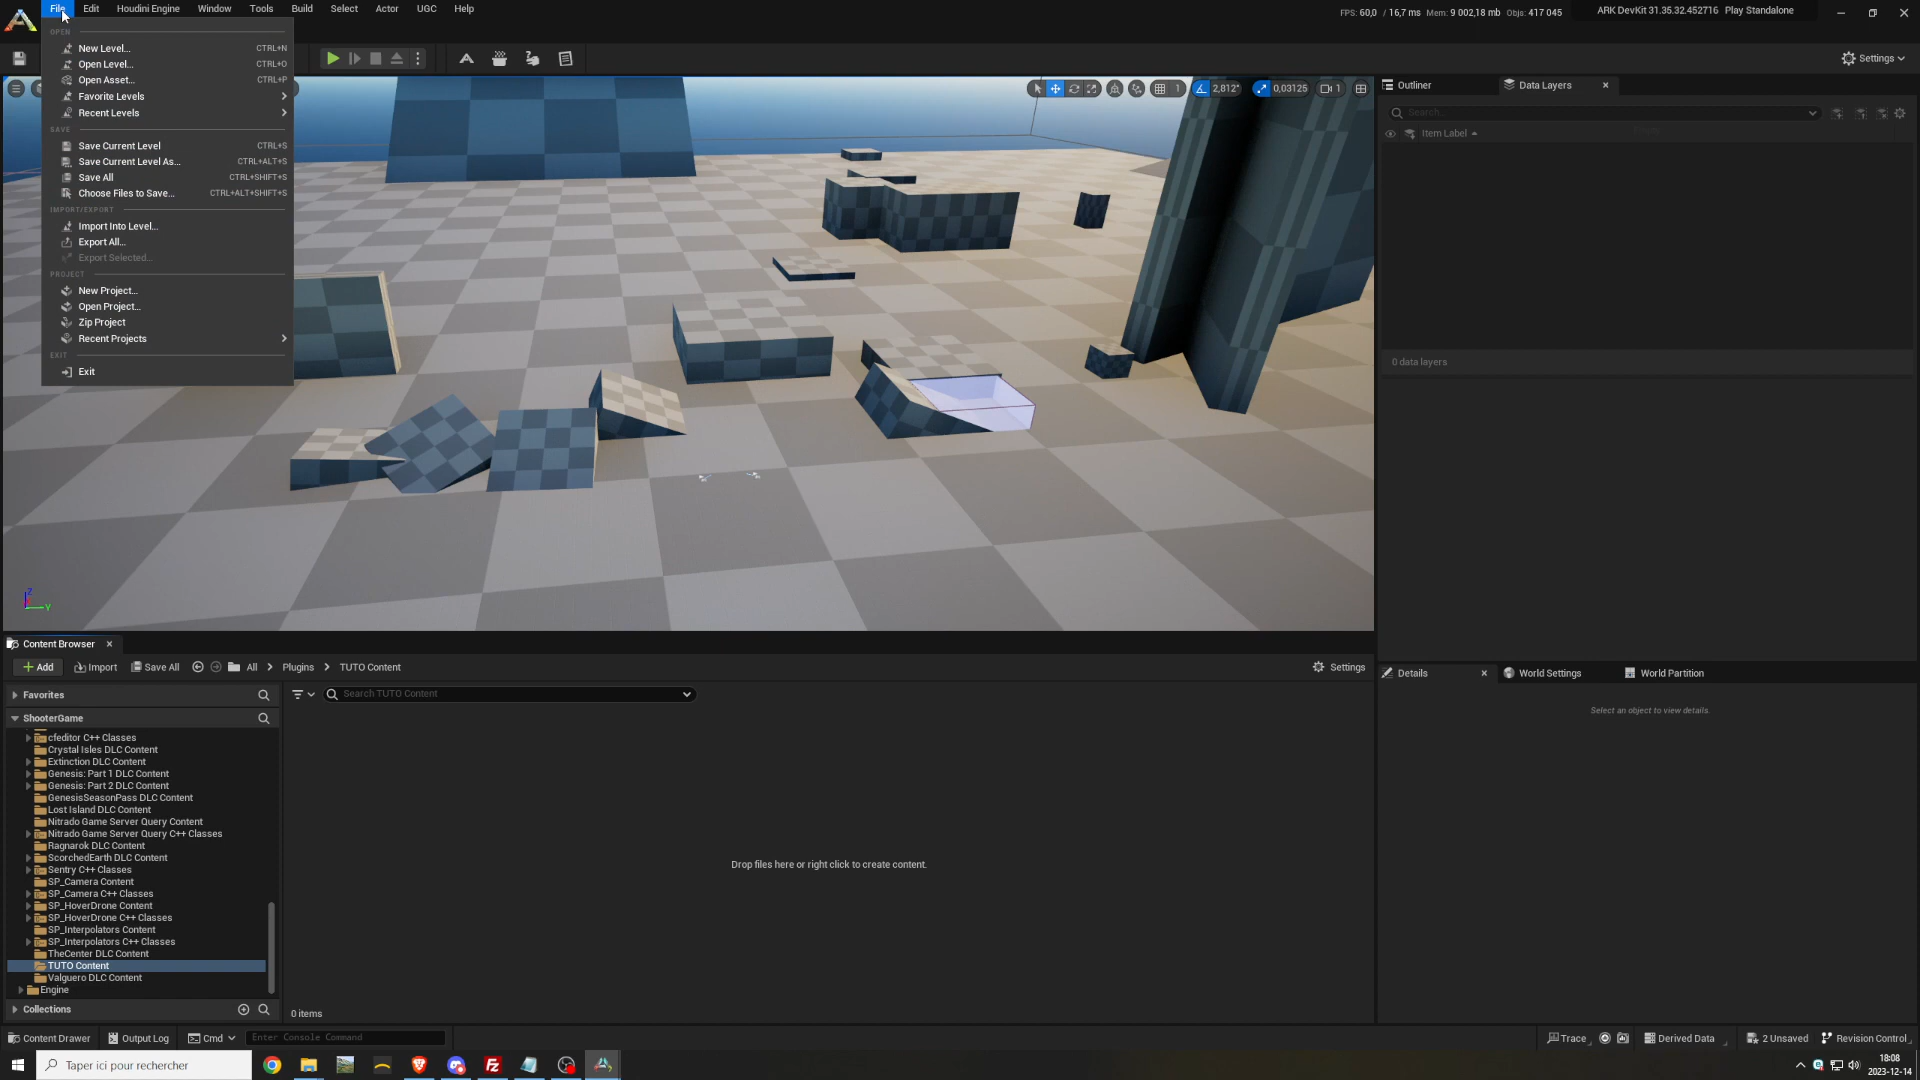 File Edit Houdini Engine Window Tools Build Select Actor UGC Help
FPS: 60,0 / 16,7 ms Mem: 9 002,18 mb Objs: 417 045
ARK DevKit 31.35.32.452716 Play Standalone
OPEN
New Level... CTRL+N
Open Level... CTRL+O
Open Asset... CTRL+P
Favorite Levels
Recent Levels
SAVE
Save Current Level CTRL+S
Save Current Level As... CTRL+ALT+S
Save All CTRL+SHIFT+S
Choose Files to Save... CTRL+ALT+SHIFT+S
IMPORT/EXPORT
Import Into Level...
Export All...
Export Selected...
PROJECT
New Project...
Open Project...
Zip Project
Recent Projects
EXIT
Exit
Settings
1 2,812° 0,03125 1
Z
Y
Outliner Data Layers
Search...
Item Label
0 data layers
Details World Settings World Partition
Select an object to view details.
Content Browser
Add Import Save All All Plugins TUTO Content Settings
Favorites
Search TUTO Content
ShooterGame
cfeditor C++ Classes
Crystal Isles DLC Content
Extinction DLC Content
Genesis: Part 1 DLC Content
Genesis: Part 2 DLC Content
GenesisSeasonPass DLC Content
Lost Island DLC Content
Nitrado Game Server Query Content
Nitrado Game Server Query C++ Classes
Ragnarok DLC Content
ScorchedEarth DLC Content
Sentry C++ Classes
SP_Camera Content
SP_Camera C++ Classes
SP_HoverDrone Content
SP_HoverDrone C++ Classes
SP_Interpolators Content
SP_Interpolators C++ Classes
TheCenter DLC Content
TUTO Content
Valguero DLC Content
Engine
Collections
Drop files here or right click to create content.
0 items
Content Drawer Output Log Cmd Enter Console Command
Trace Derived Data 2 Unsaved Revision Control
Taper ici pour rechercher
18:08
2023-12-14